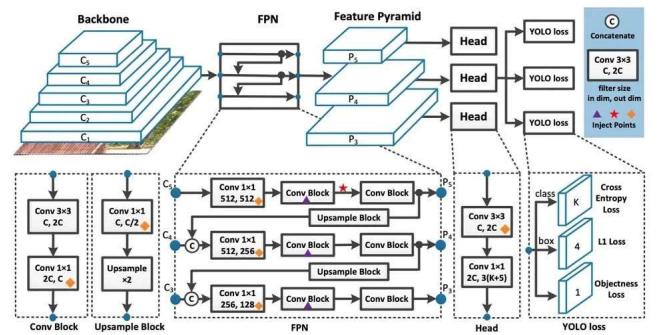 Backbone
FPN
Feature Pyramid
C5
C4
C3
C2
C1
P5
P4
P3
Head
Head
Head
YOLO loss
YOLO loss
YOLO loss
C
Concatenate
Conv 3×3
C, 2C
filter size
in dim, out dim
Inject Points
Conv 3×3
C, 2C
Conv 1×1
2C, C
Conv Block
Conv 1×1
C, C/2
Upsample
×2
Upsample Block
C5
Conv 1×1
512, 512
Conv Block
Conv Block
P5
Upsample Block
C4
C
Conv 1×1
512, 256
Conv Block
Conv Block
P4
Upsample Block
C3
C
Conv 1×1
256, 128
Conv Block
Conv Block
P3
FPN
Conv 3×3
C, 2C
Conv 1×1
2C, 3(K+5)
Head
class
K
Cross
Entropy
Loss
box
4
L1 Loss
1
Objectness
Loss
YOLO loss